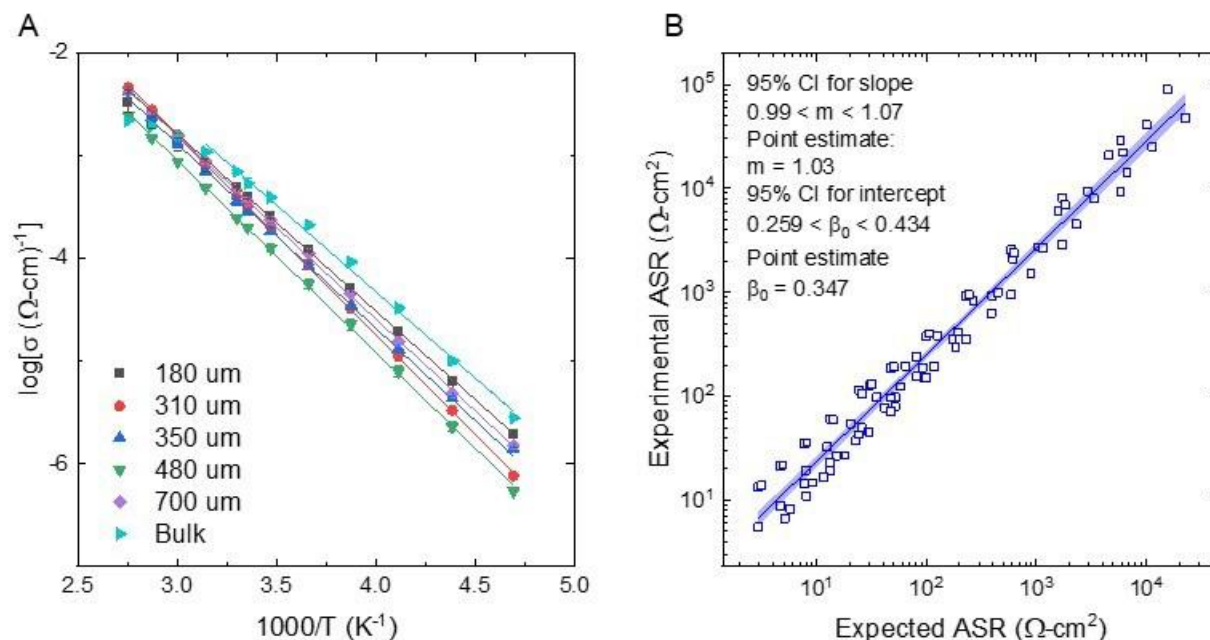 A
log[σ (Ω-cm)⁻¹]
-2
-4
-6
180 um
310 um
350 um
480 um
700 um
Bulk
2.5 3.0 3.5 4.0 4.5 5.0
1000/T (K⁻¹)
B
Experimental ASR (Ω-cm²)
10⁵
10⁴
10³
10²
10¹
95% CI for slope
0.99 < m < 1.07
Point estimate:
m = 1.03
95% CI for intercept
0.259 < β₀ < 0.434
Point estimate
β₀ = 0.347
10¹ 10² 10³ 10⁴
Expected ASR (Ω-cm²)